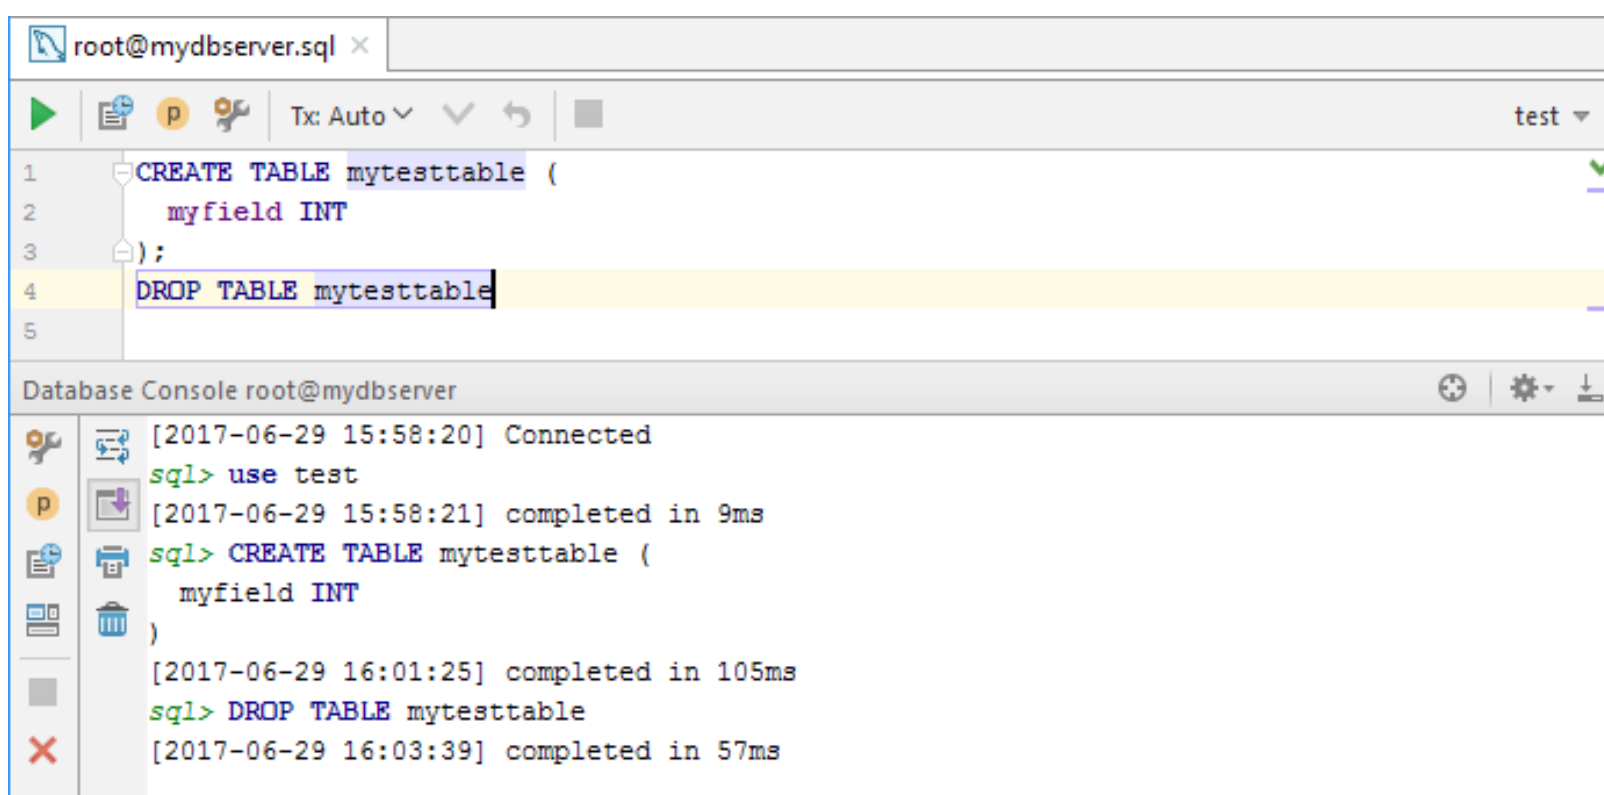 root@mydbserver.sql
p Tx: Auto test
1 CREATE TABLE mytesttable (
2   myfield INT
3 );
4 DROP TABLE mytesttable
5
Database Console root@mydbserver
[2017-06-29 15:58:20] Connected
sql> use test
p [2017-06-29 15:58:21] completed in 9ms
sql> CREATE TABLE mytesttable (
  myfield INT
)
[2017-06-29 16:01:25] completed in 105ms
sql> DROP TABLE mytesttable
[2017-06-29 16:03:39] completed in 57ms